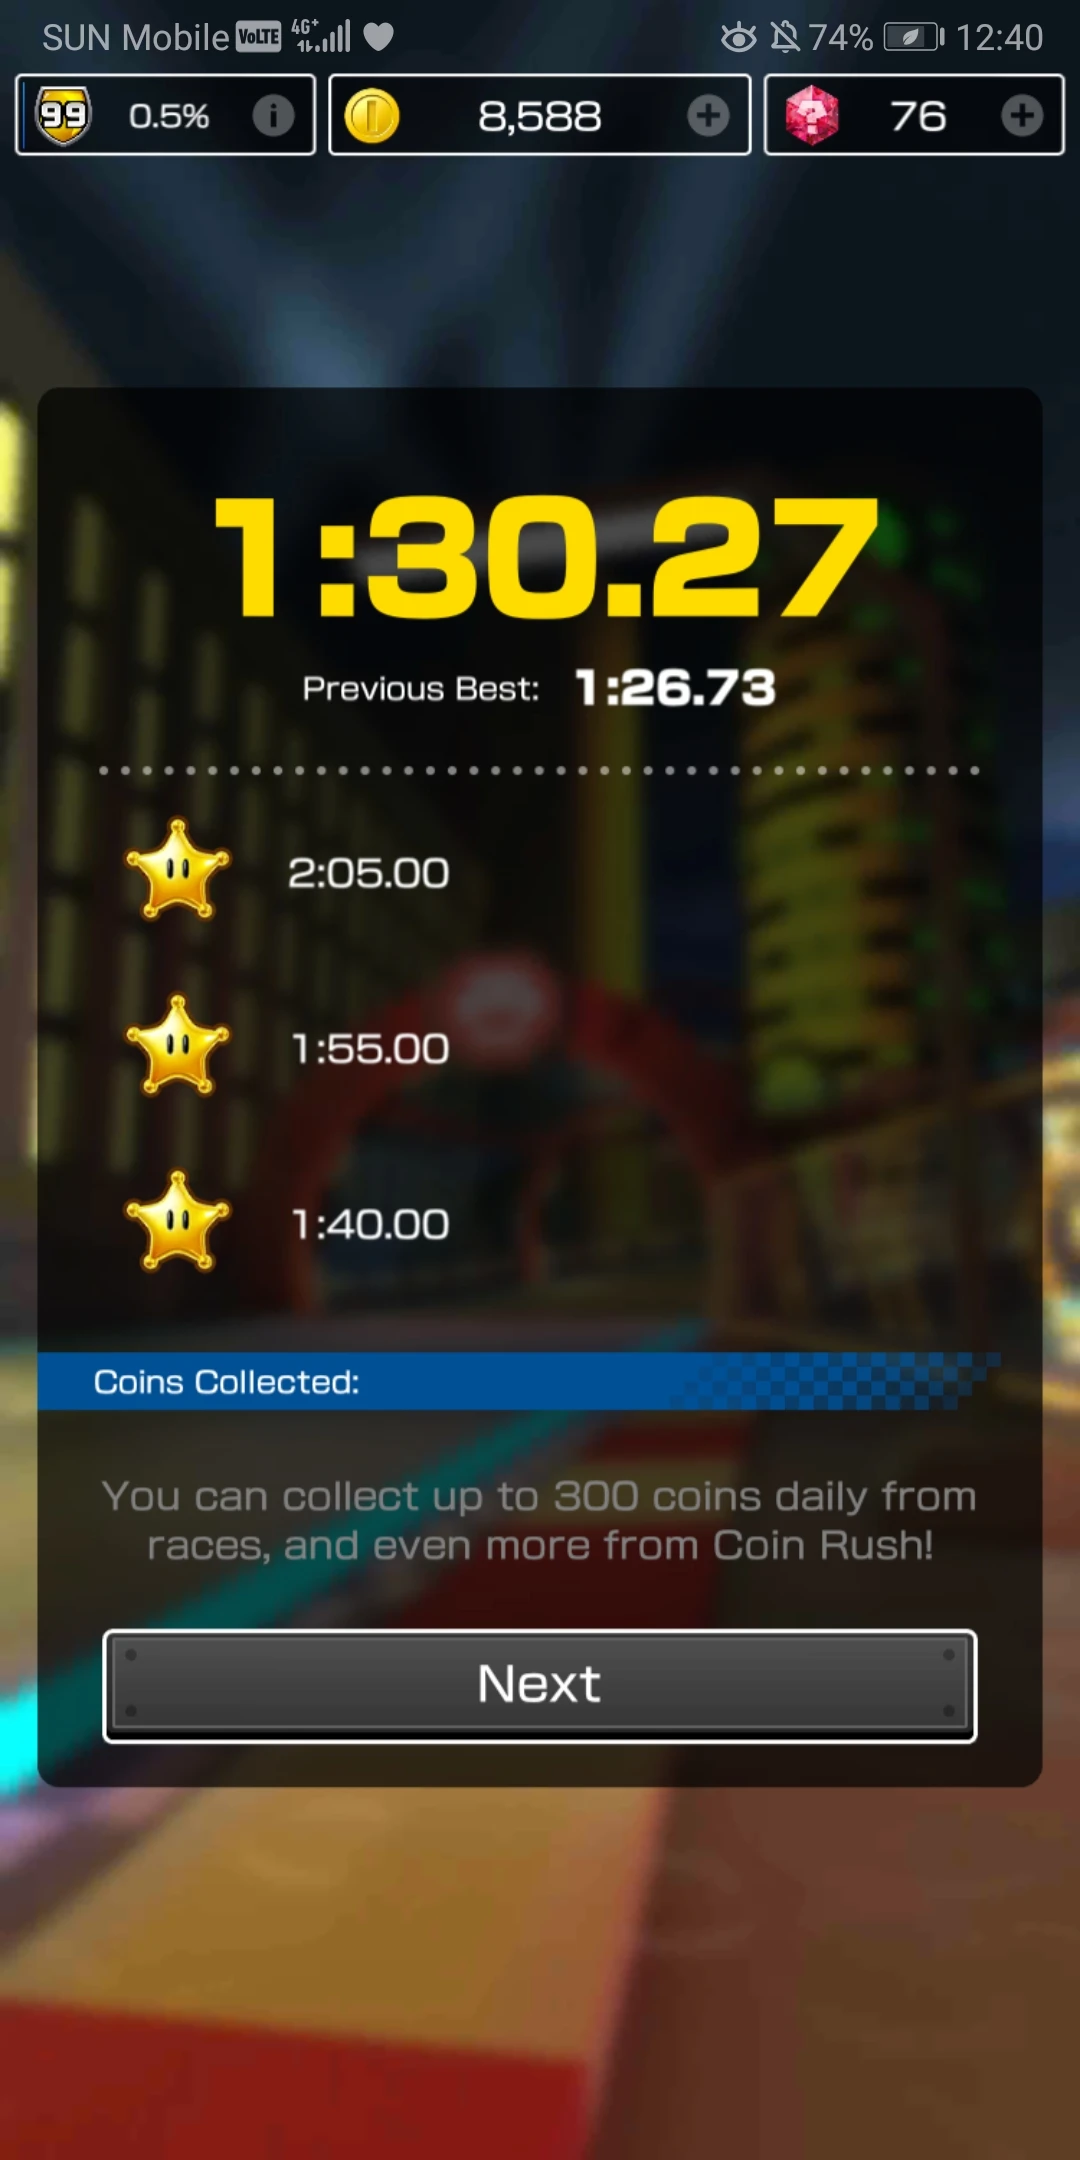 SUN Mobile VoLTE 4G+ 74% 12:40
99 0.5% i 8,588 + ? 76 +
1:30.27
Previous Best: 1:26.73
2:05.00
1:55.00
1:40.00
Coins Collected:
You can collect up to 300 coins daily from
races, and even more from Coin Rush!
Next